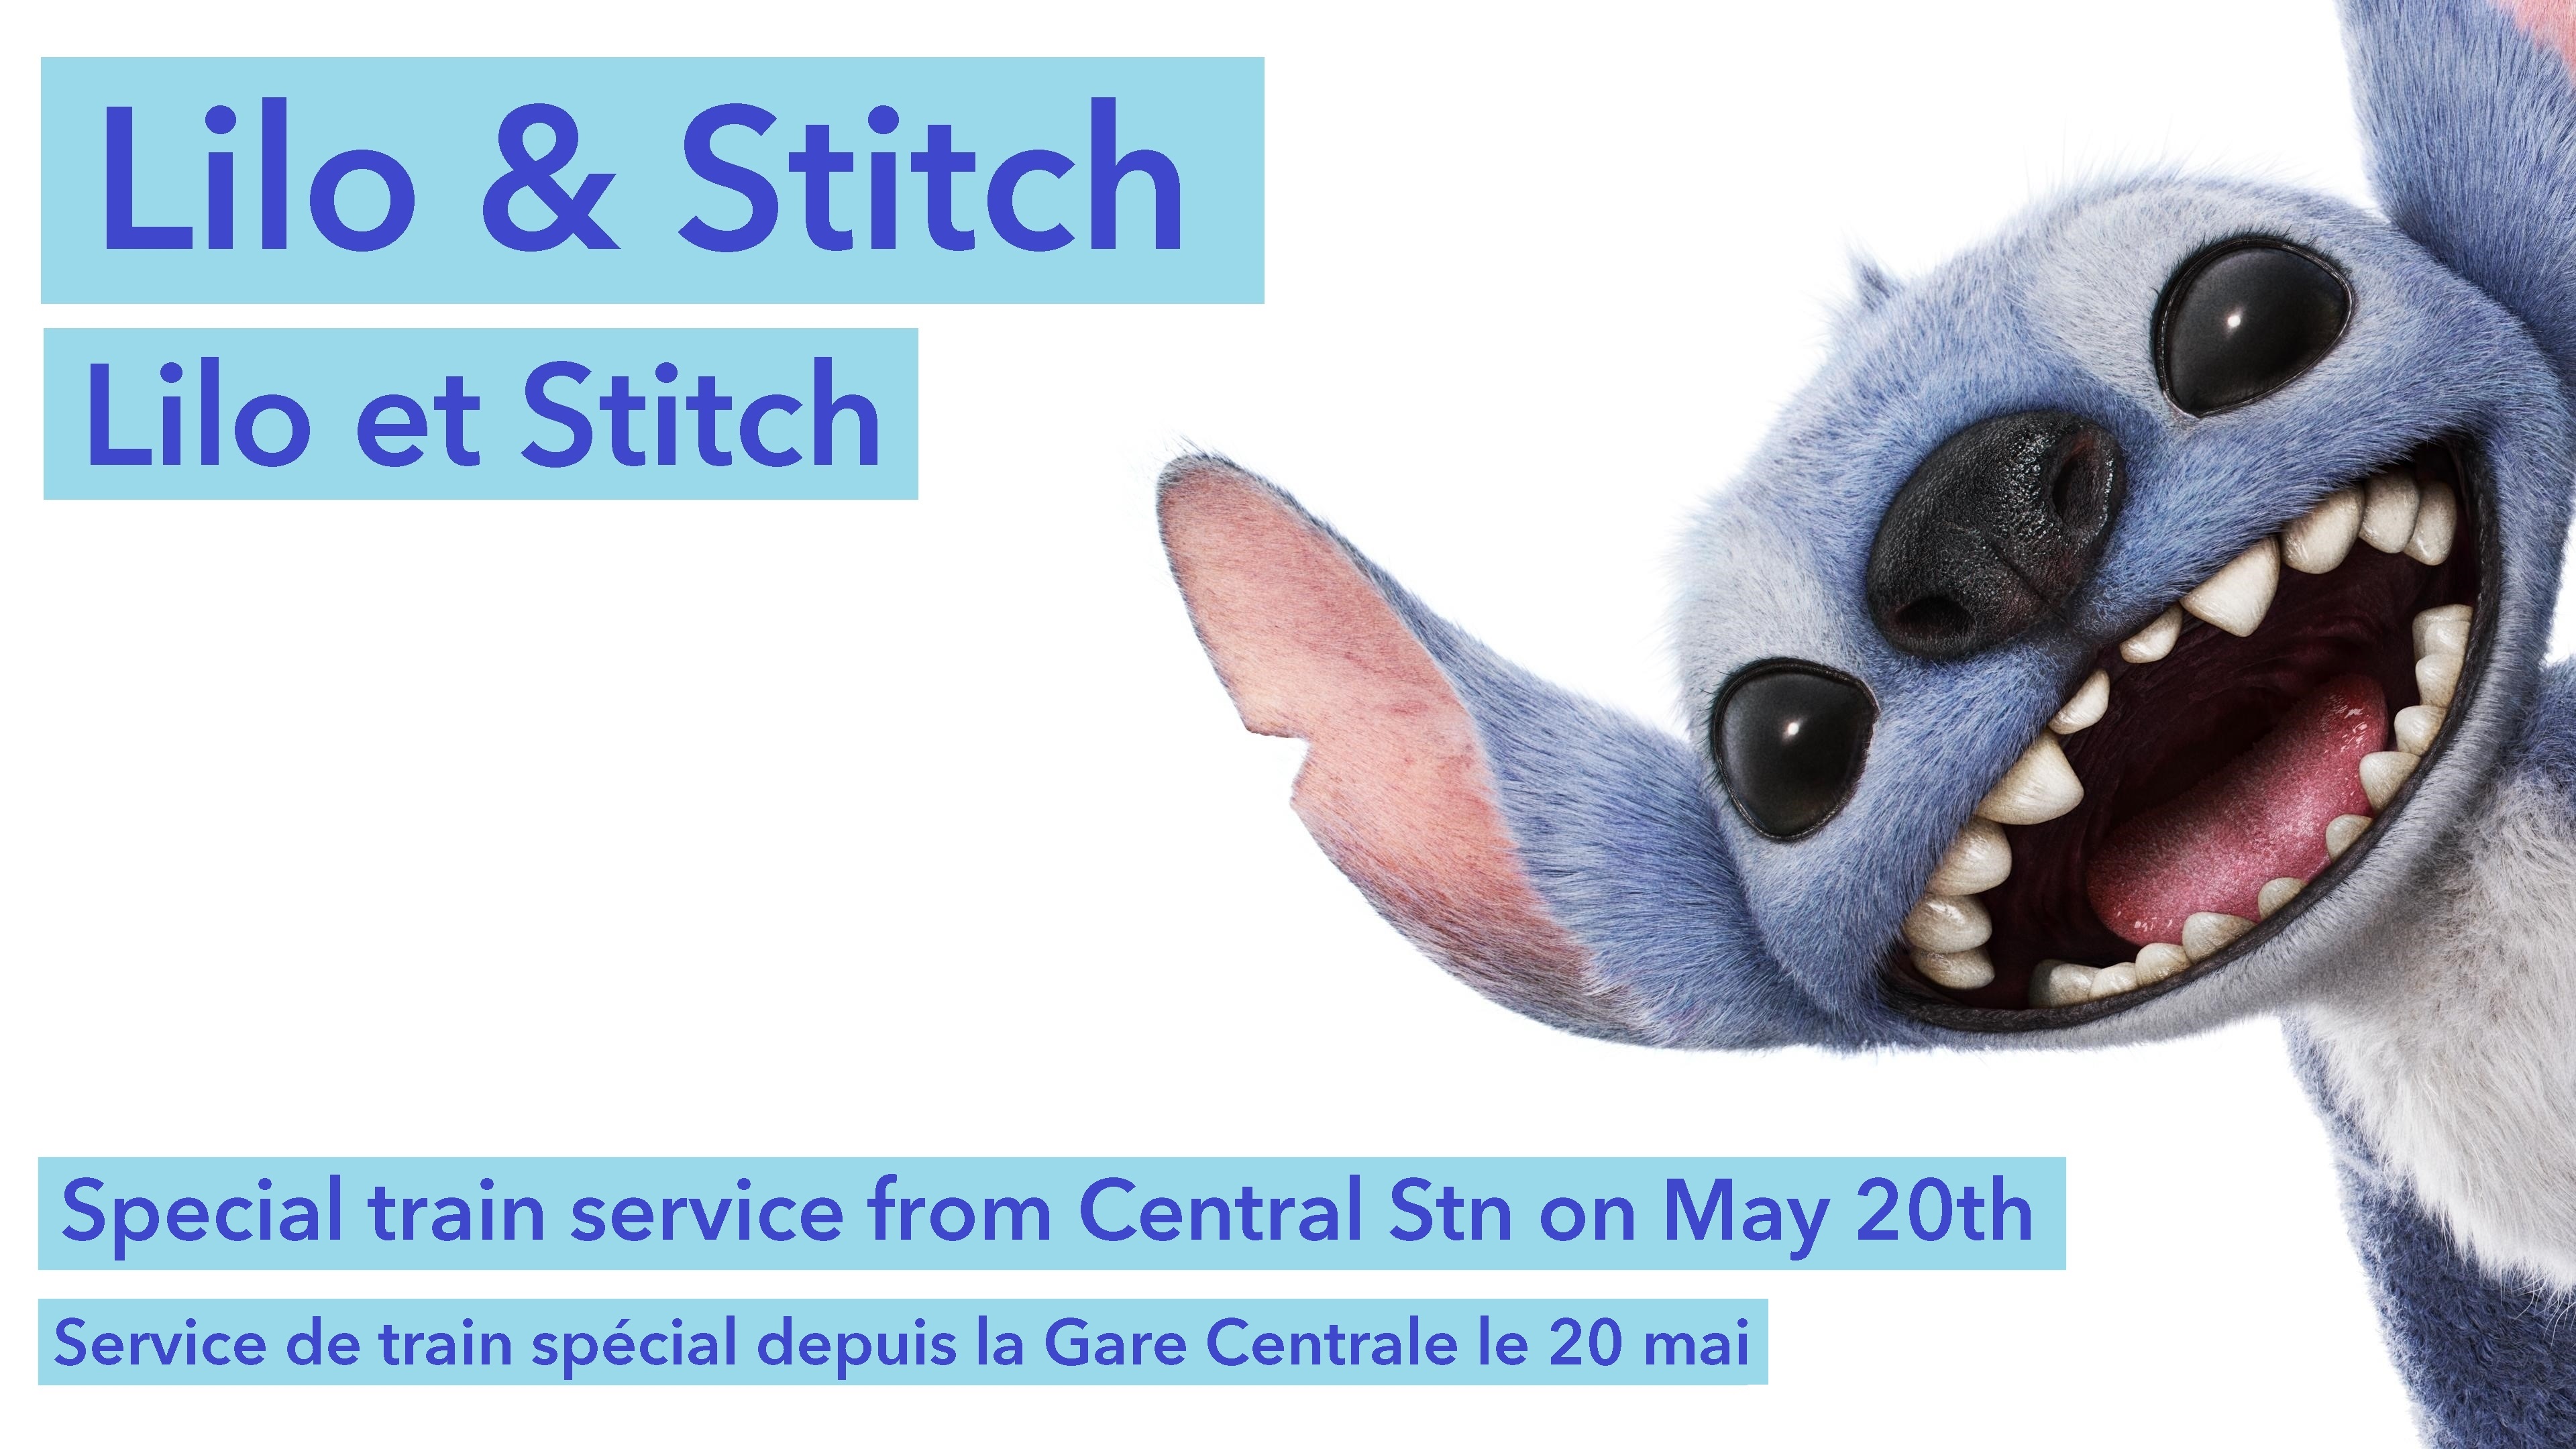 Lilo & Stitch
Lilo et Stitch
Special train service from Central Stn on May 20th
Service de train spécial depuis la Gare Centrale le 20 mai